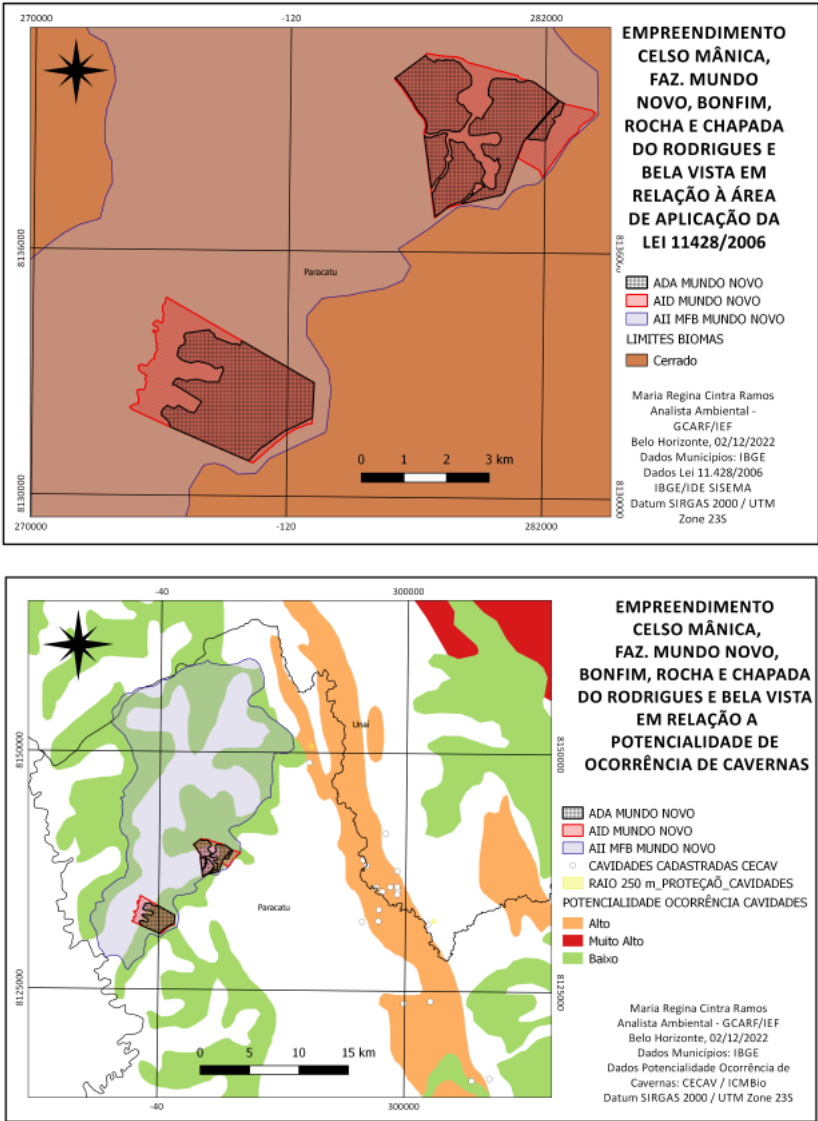 270000
-120
282000
EMPREENDIMENTO
CELSO MÂNICA,
FAZ. MUNDO
NOVO, BONFIM,
ROCHA E CHAPADA
DO RODRIGUES E
BELA VISTA EM
RELAÇÃO À ÁREA
DE APLICAÇÃO DA
LEI 11428/2006
8136000
Paracatu
ADA MUNDO NOVO
AID MUNDO NOVO
AII MFB MUNDO NOVO
LIMITES BIOMAS
Cerrado
Maria Regina Cintra Ramos
Analista Ambiental -
GCARF/IEF
Belo Horizonte, 02/12/2022
Dados Municípios: IBGE
Dados Lei 11.428/2006
IBGE/IDE SISEMA
Datum SIRGAS 2000 / UTM
Zone 23S
0 1 2 3 km
8130000
8130000
270000
-120
282000
-40
300000
EMPREENDIMENTO
CELSO MÂNICA,
FAZ. MUNDO NOVO,
BONFIM, ROCHA E CHAPADA
DO RODRIGUES E BELA VISTA
EM RELAÇÃO A
POTENCIALIDADE DE
OCORRÊNCIA DE CAVERNAS
Unaí
8150000
8150000
ADA MUNDO NOVO
AID MUNDO NOVO
AII MFB MUNDO NOVO
CAVIDADES CADASTRADAS CECAV
RAIO 250 m_PROTEÇAÕ_CAVIDADES
POTENCIALIDADE OCORRÊNCIA CAVIDADES
Alto
Muito Alto
Baixo
Paracatu
8125000
8125000
Maria Regina Cintra Ramos
Analista Ambiental - GCARF/IEF
Belo Horizonte, 02/12/2022
Dados Municípios: IBGE
Dados Potencialidade Ocorrência de
Cavernas: CECAV / ICMBio
Datum SIRGAS 2000 / UTM Zone 23S
0 5 10 15 km
-40
300000